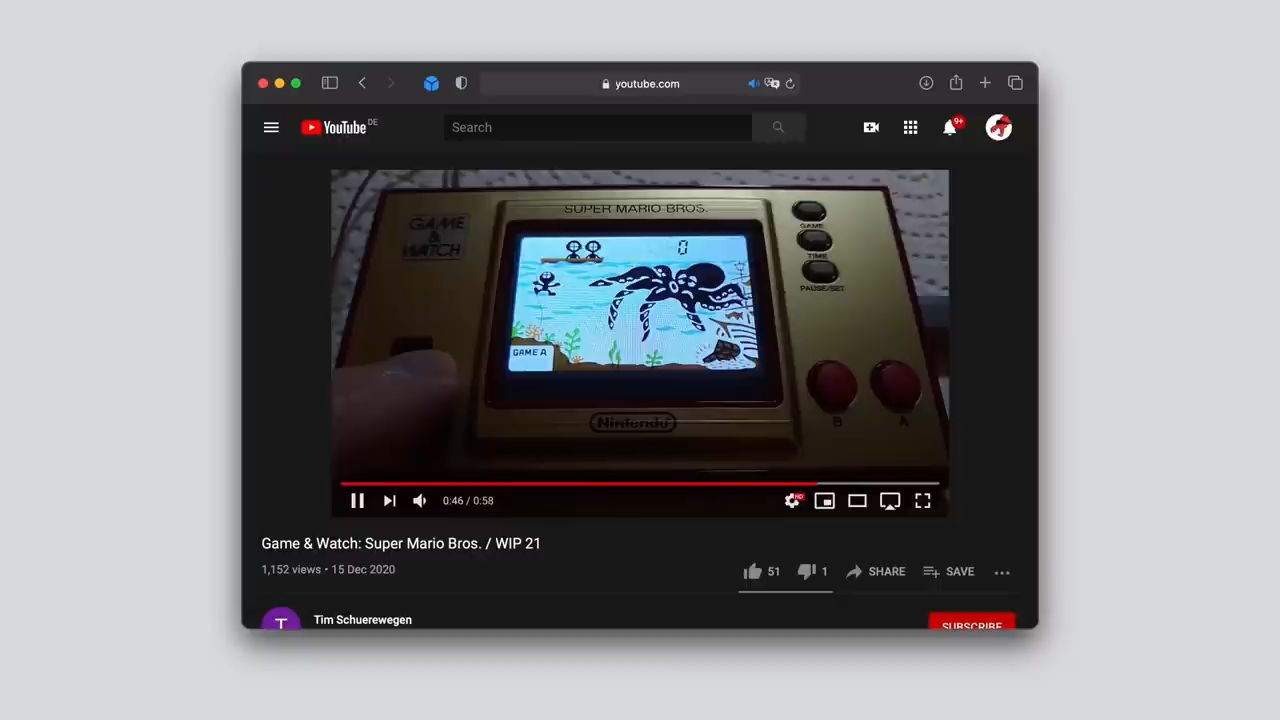 youtube.com
YouTube DE
Search
9+
SUPER MARIO BROS.
GAME
&
WATCH
GAME
TIME
PAUSE/SET
0
GAME A
Nintendo
B A
0:46 / 0:58
HD
Game & Watch: Super Mario Bros. / WIP 21
1,152 views • 15 Dec 2020
51 1 SHARE SAVE
T
Tim Schuerewegen
SUBSCRIBE